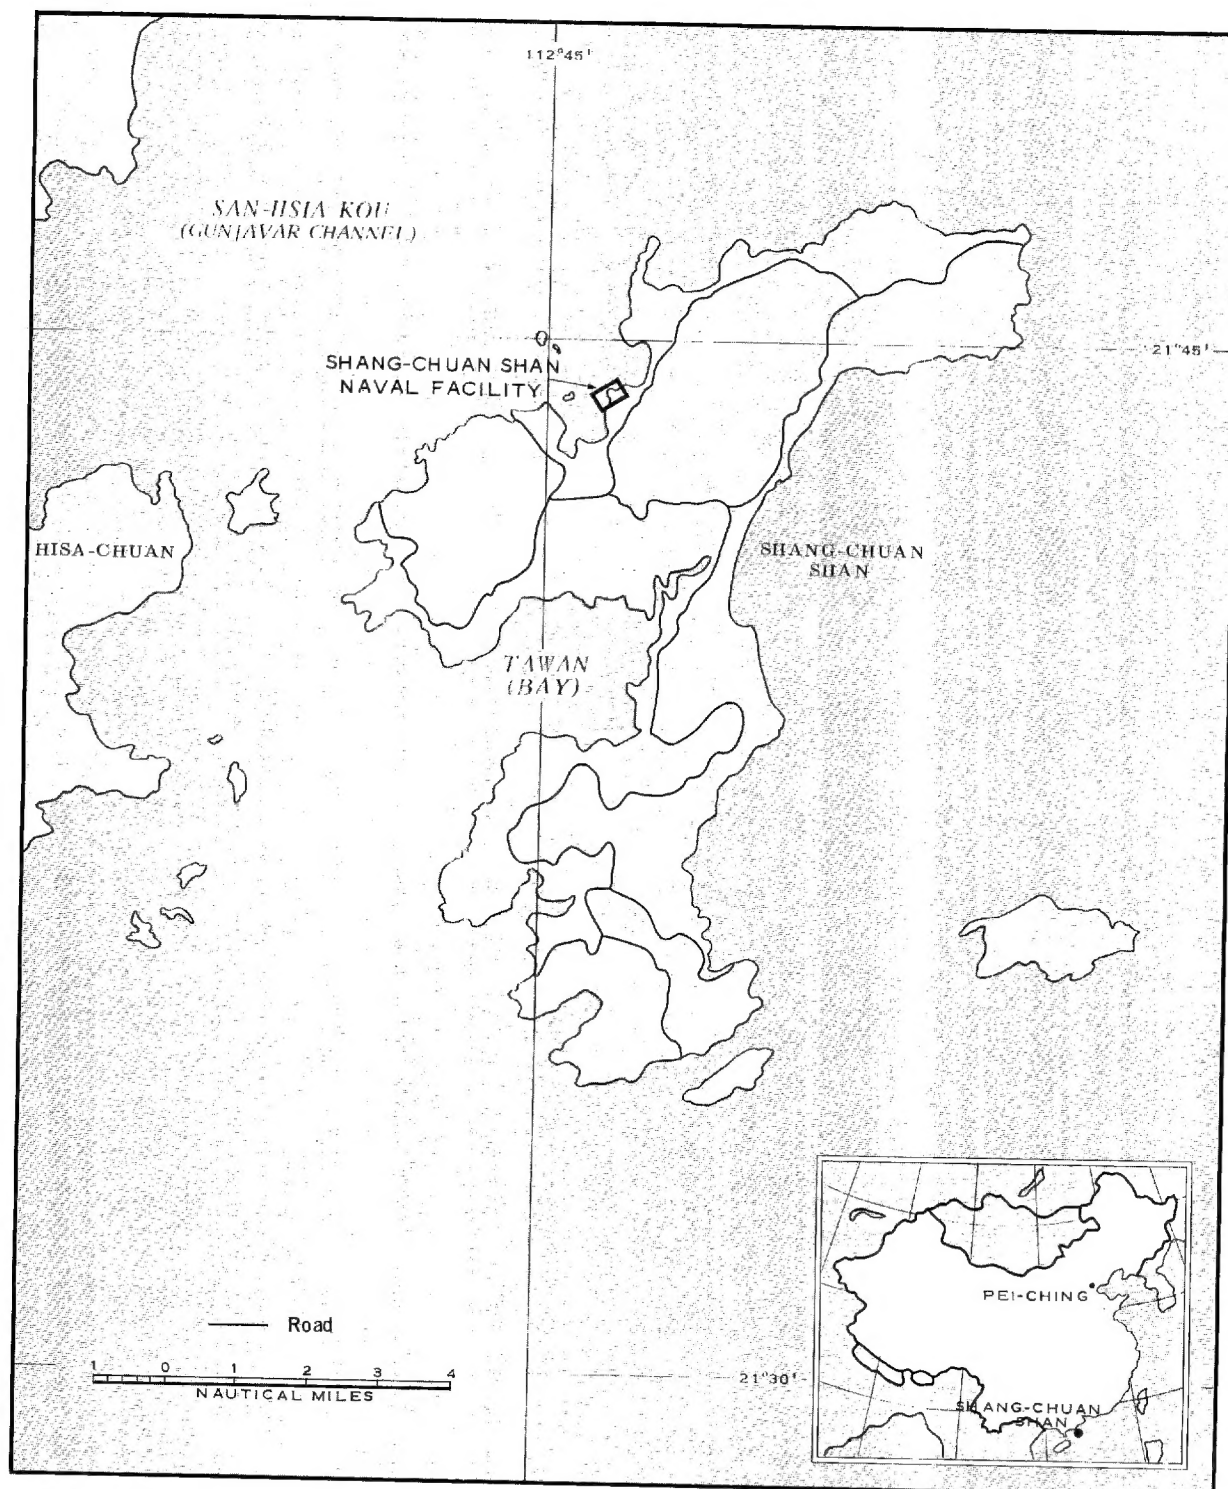 112°45'
SAN-HSIA KOU
(GUNJAVAR CHANNEL)
SHANG-CHUAN SHAN
NAVAL FACILITY
21°45'
HISA-CHUAN
SHANG-CHUAN
SHAN
TAWAN
(BAY)
PEI-CHING
SHANG-CHUAN
SHAN
Road
1 0 1 2 3 4
NAUTICAL MILES
21°30'